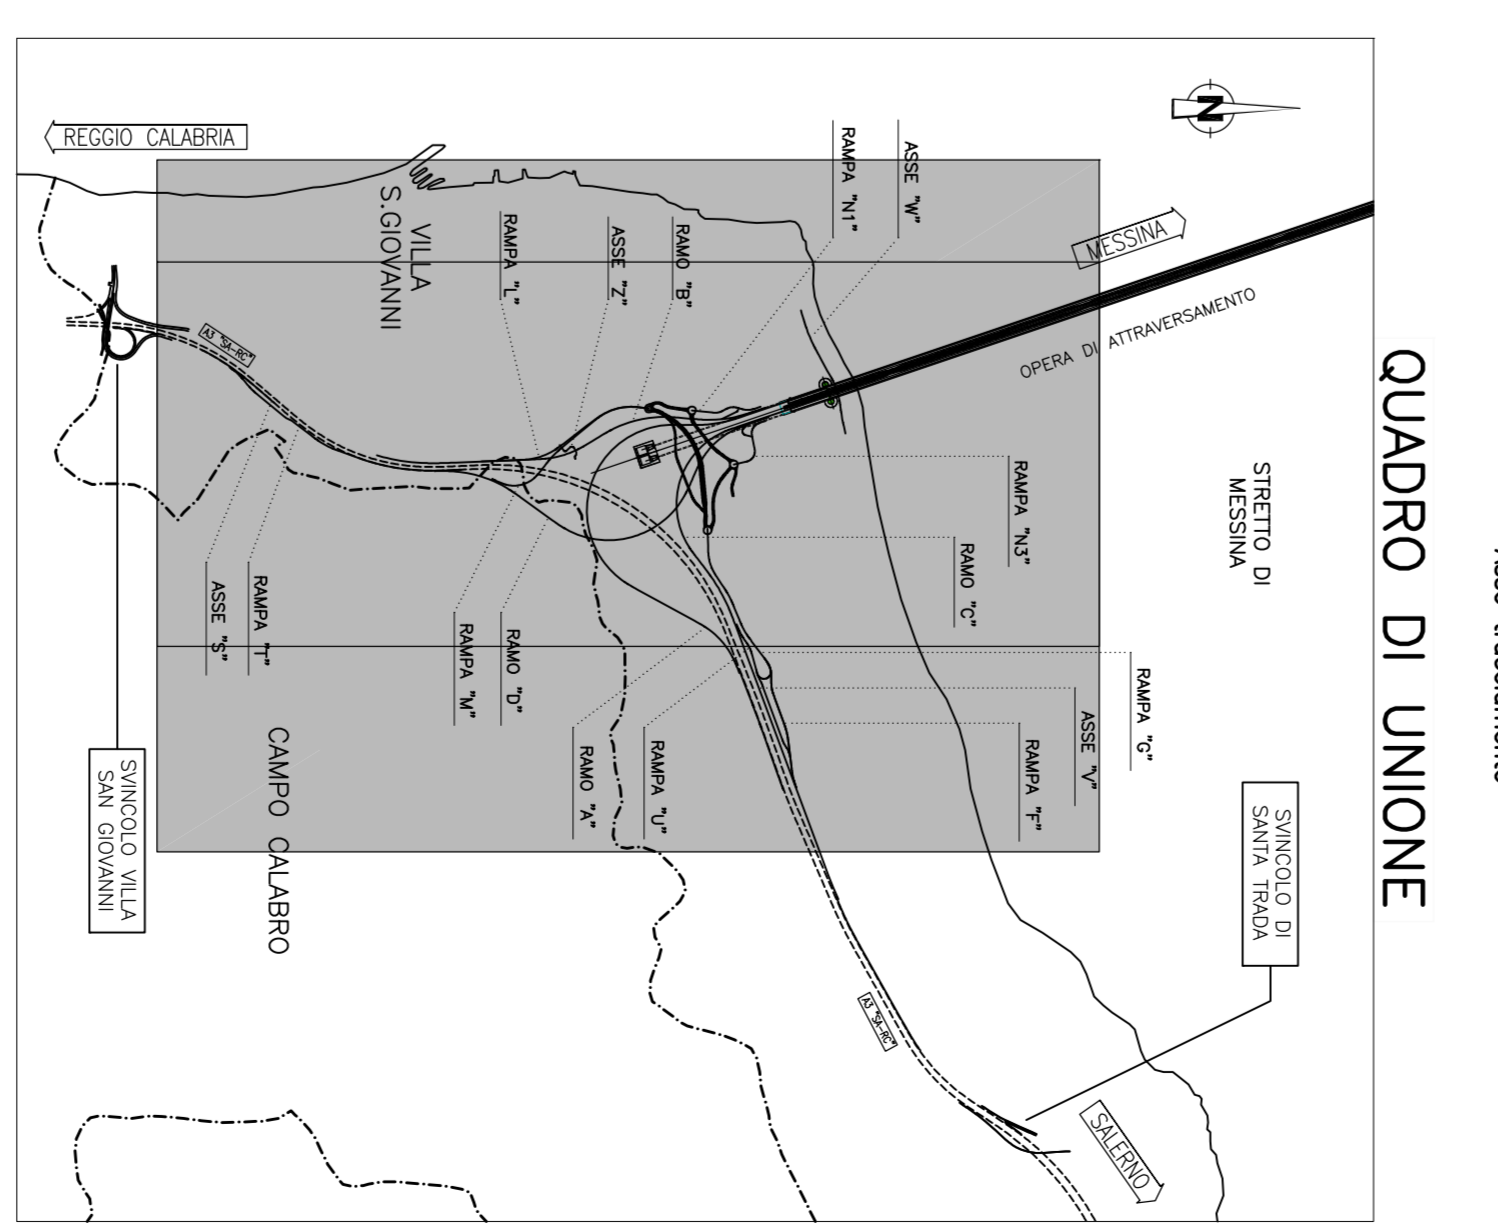 QUADRO DI UNIONE
N
REGGIO CALABRIA
MESSINA
OPERA DI ATTRAVERSAMENTO
STRETTO DI
MESSINA
VILLA
S.GIOVANNI
RAMPA "L"
ASSE "Z"
RAMO "B"
RAMPA "N1"
ASSE "W"
A3 "SA-RC"
RAMPA "N3"
RAMO "C"
RAMPA "G"
ASSE "V"
RAMPA "F"
RAMPA "T"
ASSE "S"
RAMO "D"
RAMPA "M"
RAMPA "U"
RAMO "A"
CAMPO CALABRO
SVINCOLO VILLA
SAN GIOVANNI
SVINCOLO DI
SANTA TRADA
A3 "SA-RC"
SALERNO